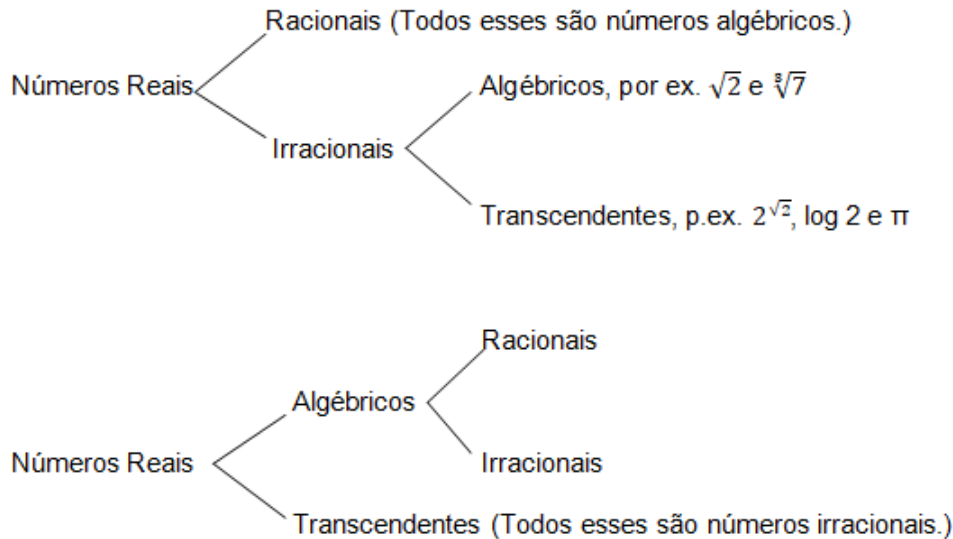 Racionais (Todos esses são números algébricos.)
Números Reais
Algébricos, por ex. √2 e ∛7
Irracionais
Transcendentes, p.ex. 2^√2, log 2 e π
Racionais
Algébricos
Números Reais
Irracionais
Transcendentes (Todos esses são números irracionais.)